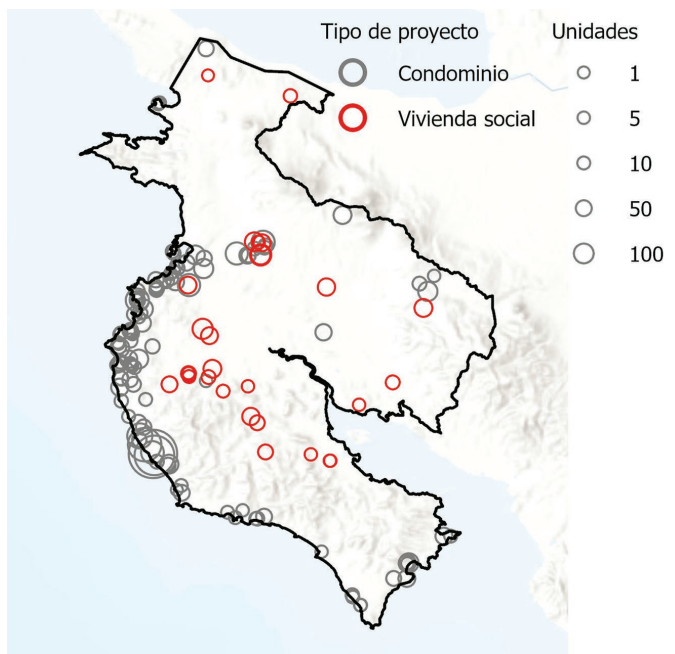 Tipo de proyecto
Condominio
Vivienda social
Unidades
1
5
10
50
100